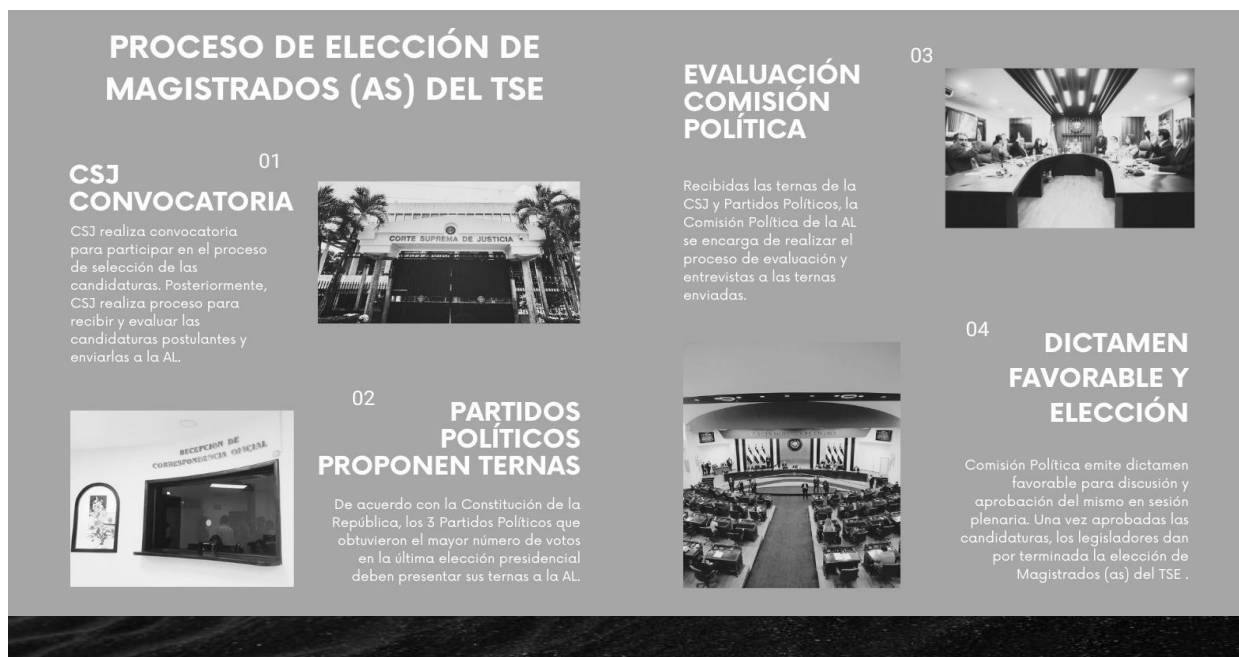 PROCESO DE ELECCIÓN DE
MAGISTRADOS (AS) DEL TSE
01
CSJ
CONVOCATORIA
CSJ realiza convocatoria
para participar en el proceso
de selección de las
candidaturas. Posteriormente,
CSJ realiza proceso para
recibir y evaluar las
candidaturas postulantes y
enviarlas a la AL.
CORTE SUPREMA DE JUSTICIA
02
PARTIDOS
POLÍTICOS
PROPONEN TERNAS
De acuerdo con la Constitución de la
República, los 3 Partidos Políticos que
obtuvieron el mayor número de votos
en la última elección presidencial
deben presentar sus ternas a la AL.
RECEPCION DE
CORRESPONDENCIA OFICIAL
03
EVALUACIÓN
COMISIÓN
POLÍTICA
Recibidas las ternas de la
CSJ y Partidos Políticos, la
Comisión Política de la AL
se encarga de realizar el
proceso de evaluación y
entrevistas a las ternas
enviadas.
04
DICTAMEN
FAVORABLE Y
ELECCIÓN
Comisión Política emite dictamen
favorable para discusión y
aprobación del mismo en sesión
plenaria. Una vez aprobadas las
candidaturas, los legisladores dan
por terminada la elección de
Magistrados (as) del TSE .